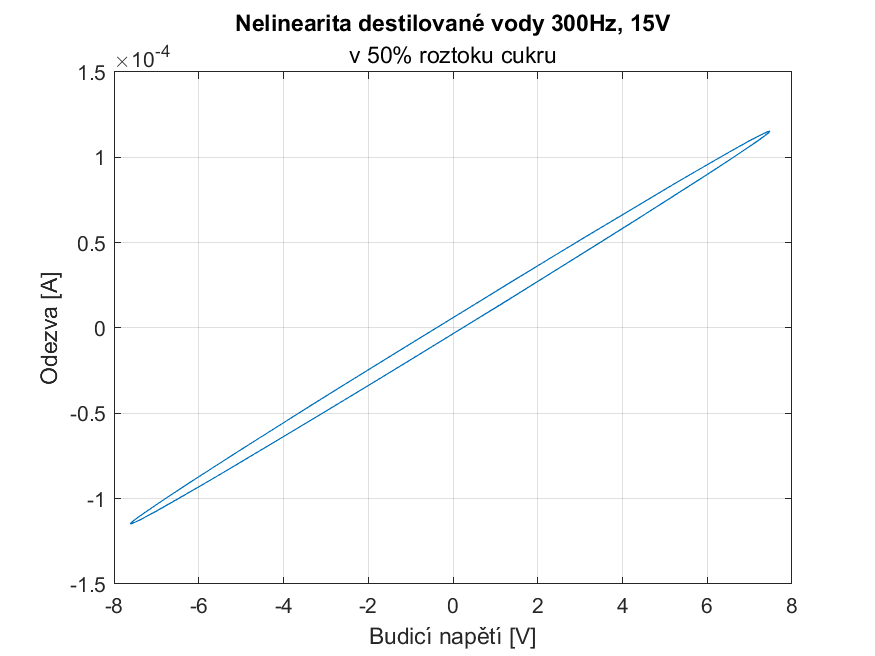 Nelinearita destilované vody 300Hz, 15V
v 50% roztoku cukru
×10-4
1.5
1
0.5
0
-0.5
-1
-1.5
-8 -6 -4 -2 0 2 4 6 8
Odezva [A]
Budicí napětí [V]